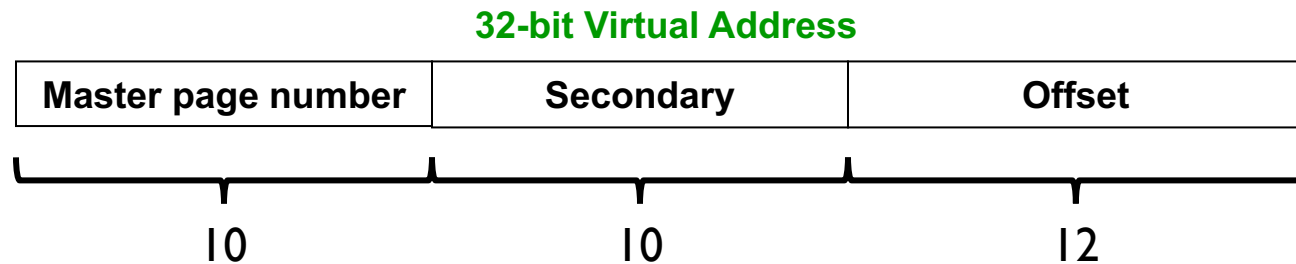 32-bit Virtual Address
Master page number Secondary Offset
10 10 12